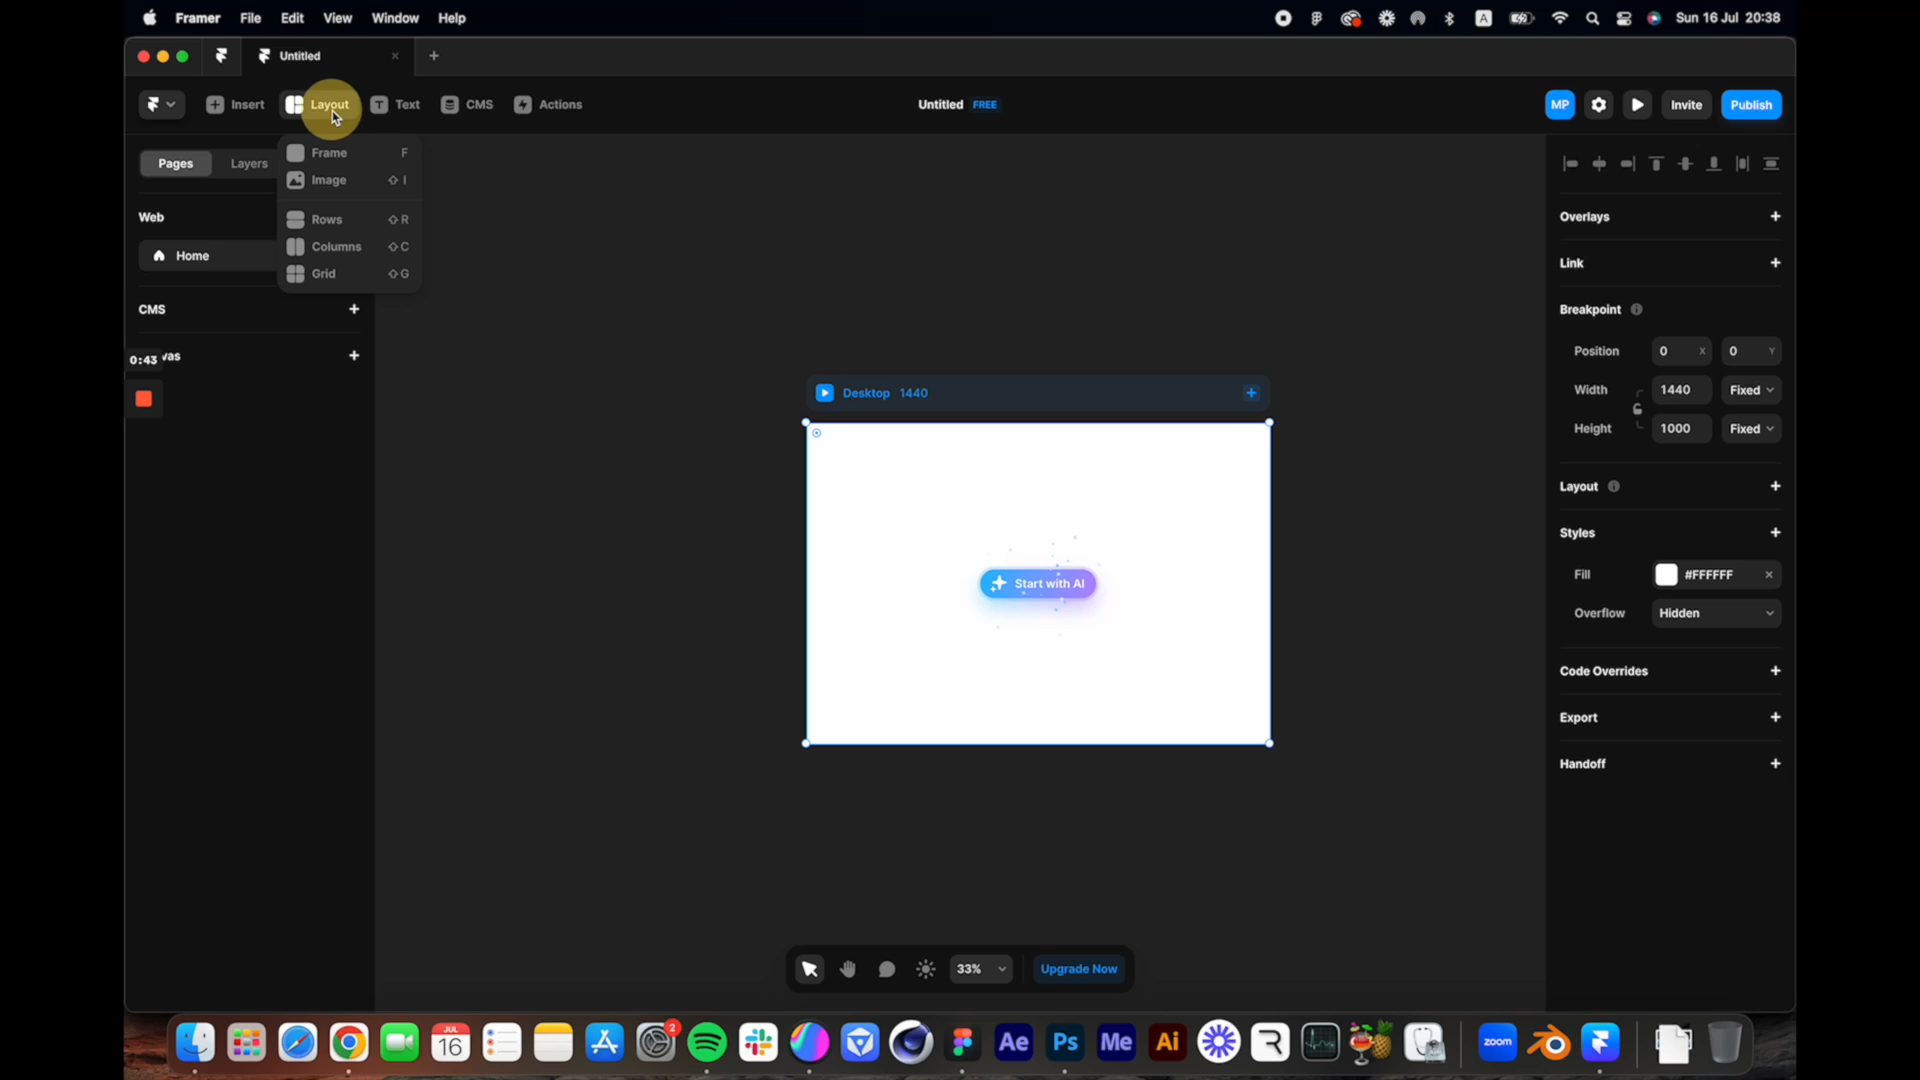 Framer File Edit View Window Help
A Sun 16 Jul 20:38
Untitled
Insert Layout Text CMS Actions
Untitled FREE
MP Invite Publish
Pages Layers
Frame F
Image ⇧ I
Rows ⇧ R
Columns ⇧ C
Grid ⇧ G
Web
Home
CMS
0:43 vas
Desktop 1440
Start with AI
Overlays
Link
Breakpoint
Position 0 X 0 Y
Width 1440 Fixed
Height 1000 Fixed
Layout
Styles
Fill #FFFFFF
Overflow Hidden
Code Overrides
Export
Handoff
33% Upgrade Now
JUL
16
2
Ae Ps Me Ai zoom